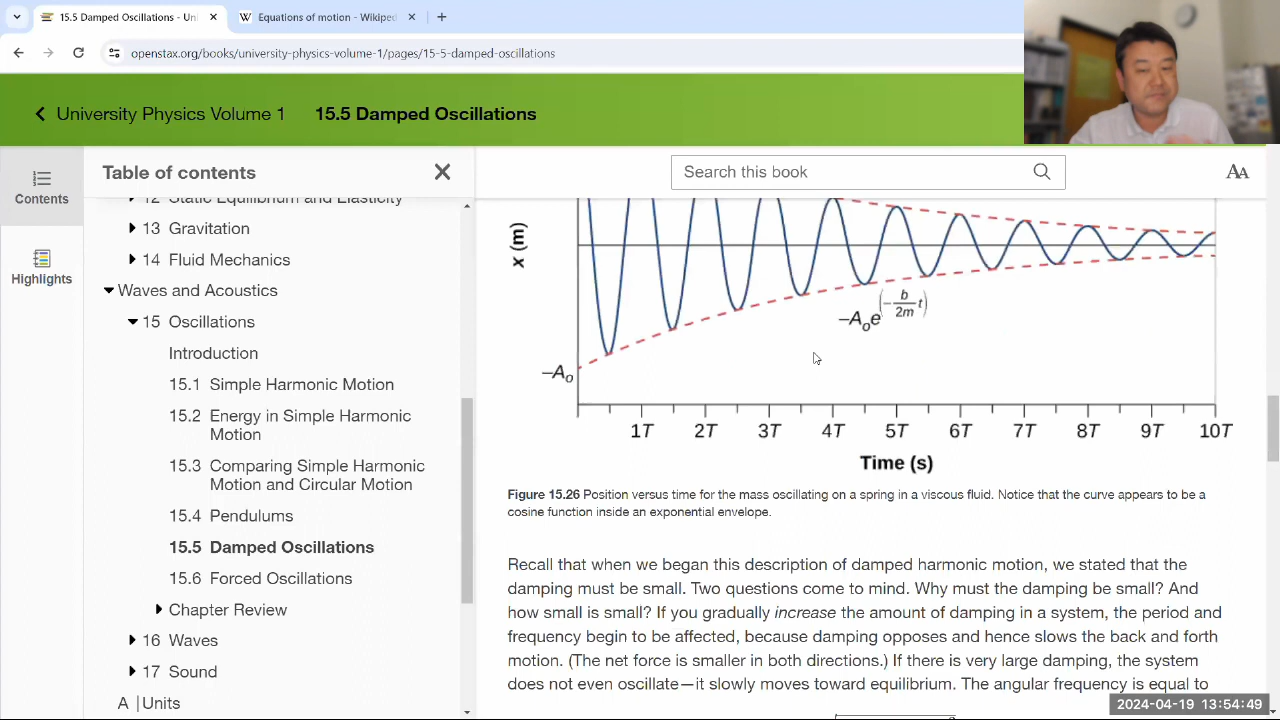 15.5 Damped Oscillations - Uni
Equations of motion - Wikiped
openstax.org/books/university-physics-volume-1/pages/15-5-damped-oscillations
University Physics Volume 1
15.5 Damped Oscillations
Contents
Highlights
Table of contents
Search this book
AA
12 Static Equilibrium and Elasticity
13 Gravitation
14 Fluid Mechanics
Waves and Acoustics
15 Oscillations
Introduction
15.1 Simple Harmonic Motion
15.2 Energy in Simple Harmonic
Motion
15.3 Comparing Simple Harmonic
Motion and Circular Motion
15.4 Pendulums
15.5 Damped Oscillations
15.6 Forced Oscillations
Chapter Review
16 Waves
17 Sound
A | Units
x (m)
−A₀e^(−b/2m t)
−A₀
1T 2T 3T 4T 5T 6T 7T 8T 9T 10T
Time (s)
Figure 15.26 Position versus time for the mass oscillating on a spring in a viscous fluid. Notice that the curve appears to be a
cosine function inside an exponential envelope.
Recall that when we began this description of damped harmonic motion, we stated that the
damping must be small. Two questions come to mind. Why must the damping be small? And
how small is small? If you gradually increase the amount of damping in a system, the period and
frequency begin to be affected, because damping opposes and hence slows the back and forth
motion. (The net force is smaller in both directions.) If there is very large damping, the system
does not even oscillate—it slowly moves toward equilibrium. The angular frequency is equal to
2024-04-19 13:54:49